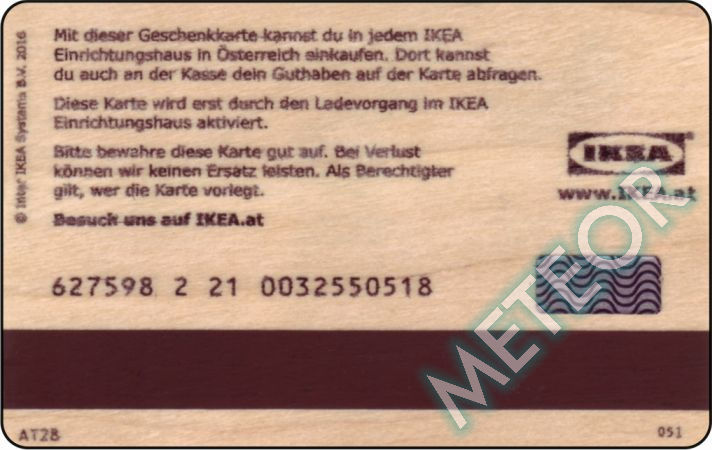 Mit dieser Geschenkkarte kannst du in jedem IKEA
Einrichtungshaus in Österreich einkaufen. Dort kannst
du auch an der Kasse dein Guthaben auf der Karte abfragen.
Diese Karte wird erst durch den Ladevorgang im IKEA
Einrichtungshaus aktiviert.
Bitte bewahre diese Karte gut auf. Bei Verlust
können wir keinen Ersatz leisten. Als Berechtigter
gilt, wer die Karte vorlegt.
Besuch uns auf IKEA.at
© Inter IKEA Systems B.V. 2016
IKEA
www.IKEA.at
627598 2 21 0032550518
METEOR
AT28
051